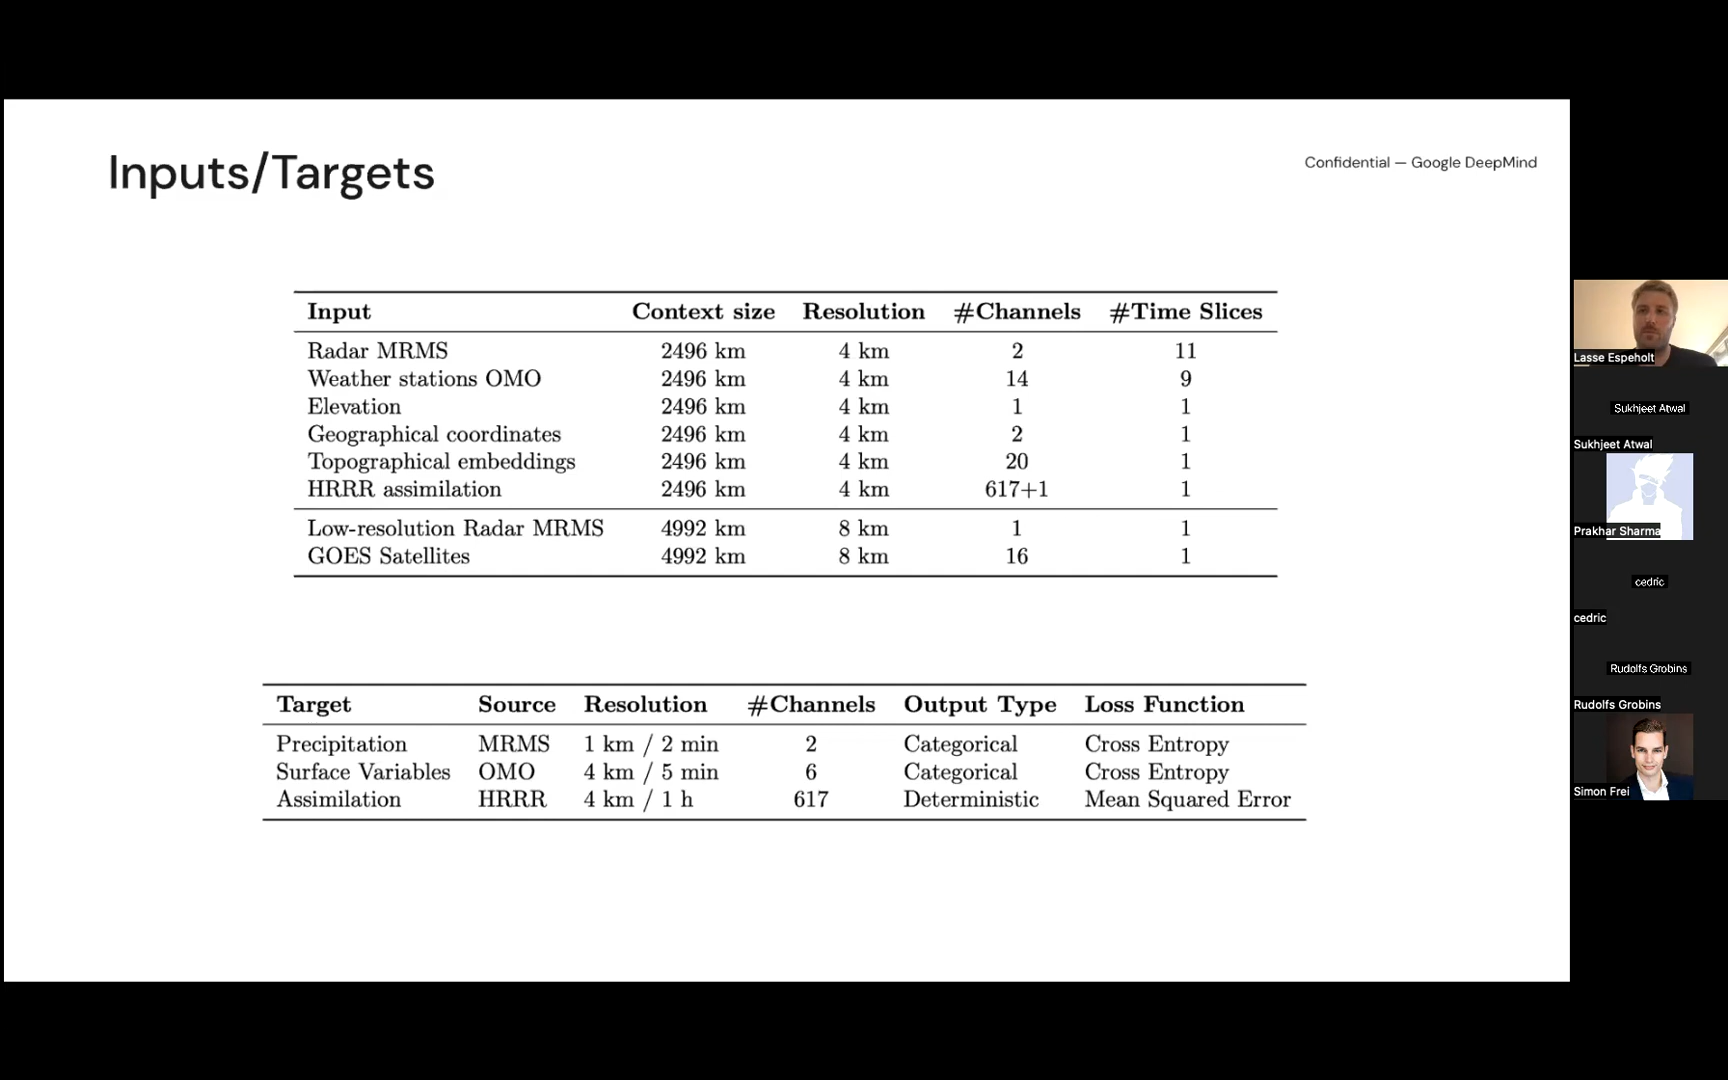 Inputs/Targets
Confidential — Google DeepMind
Input Context size Resolution #Channels #Time Slices
Radar MRMS 2496 km 4 km 2 11
Weather stations OMO 2496 km 4 km 14 9
Elevation 2496 km 4 km 1 1
Geographical coordinates 2496 km 4 km 2 1
Topographical embeddings 2496 km 4 km 20 1
HRRR assimilation 2496 km 4 km 617+1 1
Low-resolution Radar MRMS 4992 km 8 km 1 1
GOES Satellites 4992 km 8 km 16 1
Target Source Resolution #Channels Output Type Loss Function
Precipitation MRMS 1 km / 2 min 2 Categorical Cross Entropy
Surface Variables OMO 4 km / 5 min 6 Categorical Cross Entropy
Assimilation HRRR 4 km / 1 h 617 Deterministic Mean Squared Error
Lasse Espeholt
Sukhjeet Atwal
Sukhjeet Atwal
Prakhar Sharma
cedric
cedric
Rudolfs Grobins
Rudolfs Grobins
Simon Frei